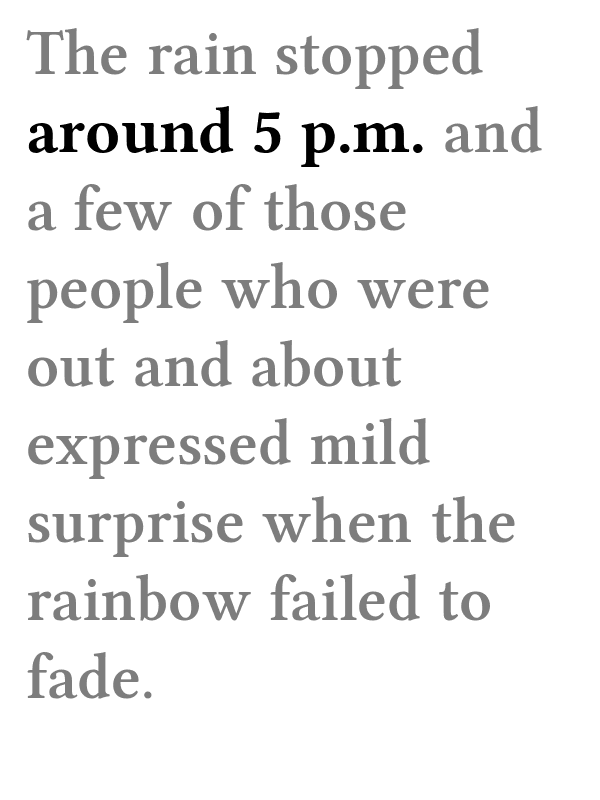 The rain stopped
around 5 p.m. and
a few of those
people who were
out and about
expressed mild
surprise when the
rainbow failed to
fade.